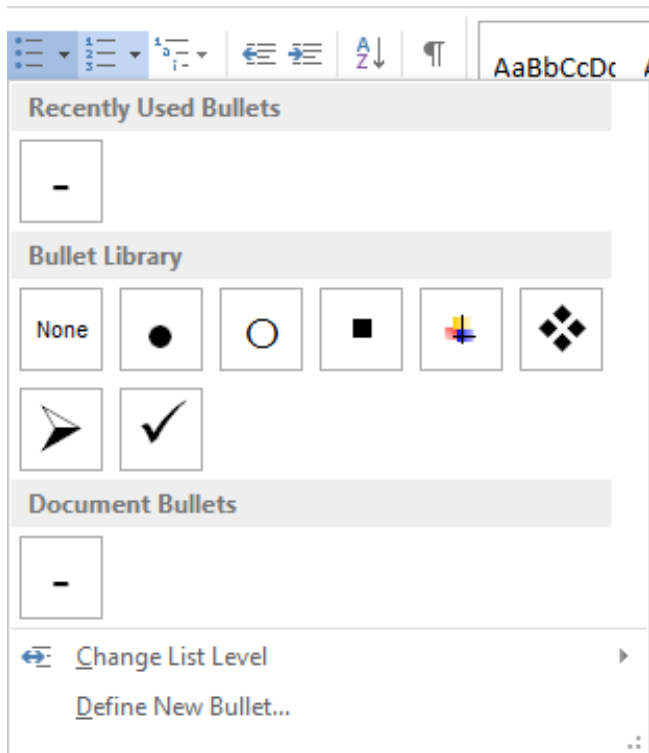 AaBbCcDc
Recently Used Bullets
-
Bullet Library
None
Document Bullets
-
Change List Level
Define New Bullet...